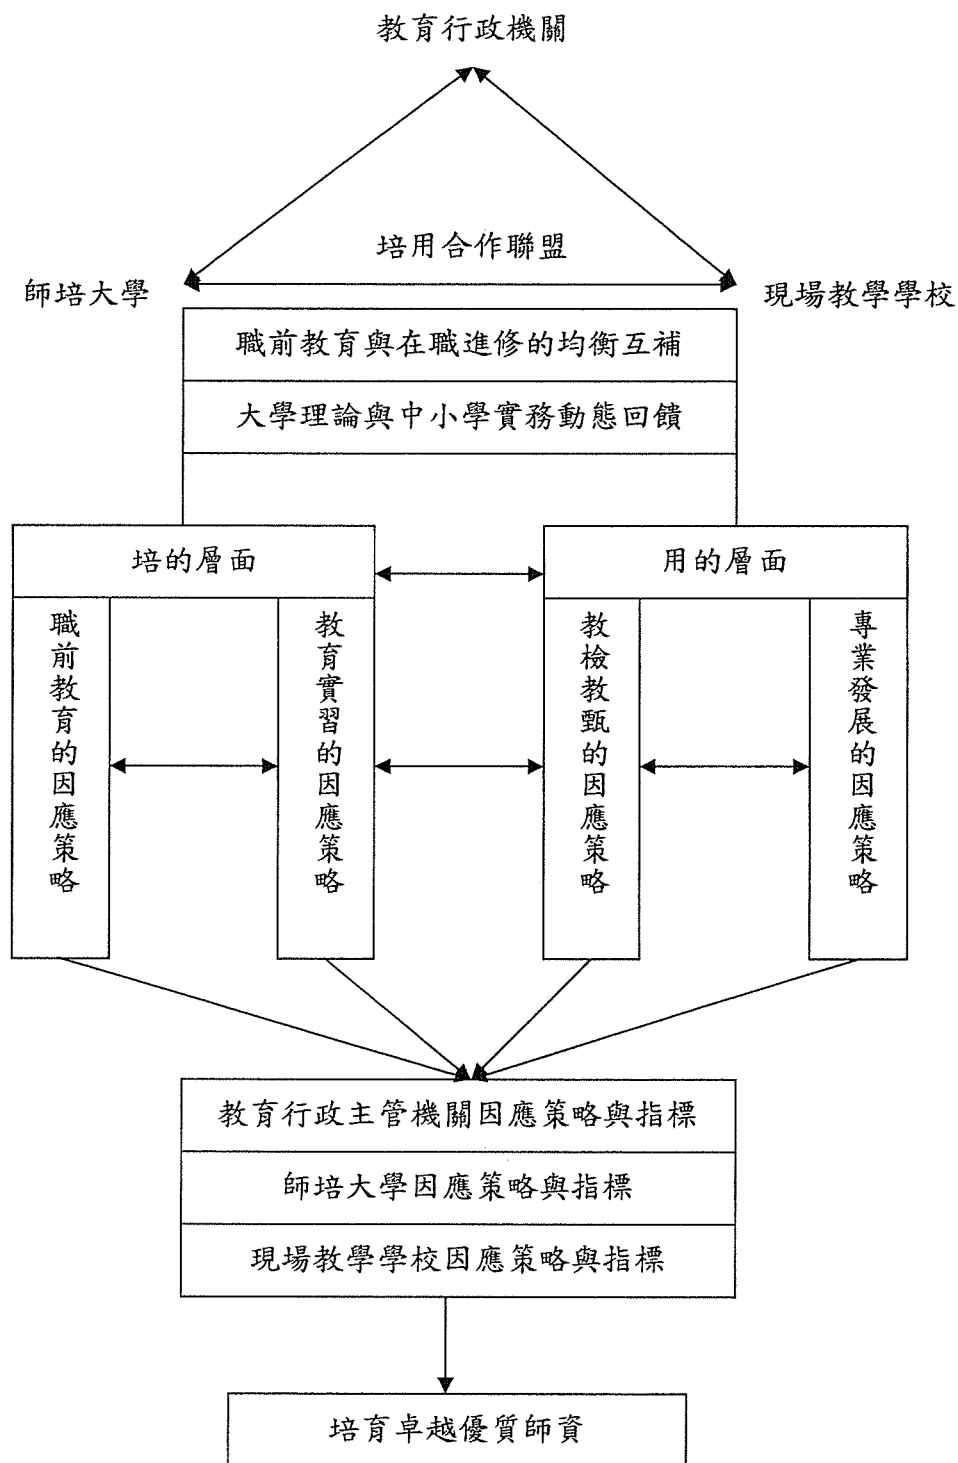 教育行政機關
培用合作聯盟
師培大學
現場教學學校
職前教育與在職進修的均衡互補
大學理論與中小學實務動態回饋
培的層面
用的層面
職前教育的因應策略
教育實習的因應策略
教檢教甄的因應策略
專業發展的因應策略
教育行政主管機關因應策略與指標
師培大學因應策略與指標
現場教學學校因應策略與指標
培育卓越優質師資